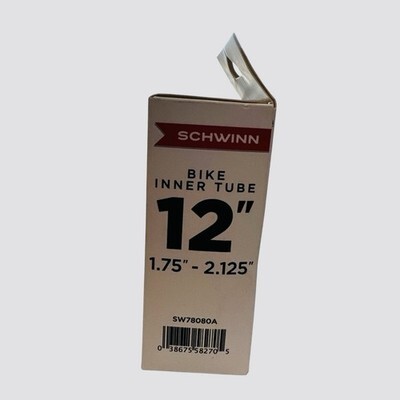 SCHWINN
BIKE
INNER TUBE
12"
1.75" - 2.125"
SW78080A
0 38675 58270 5